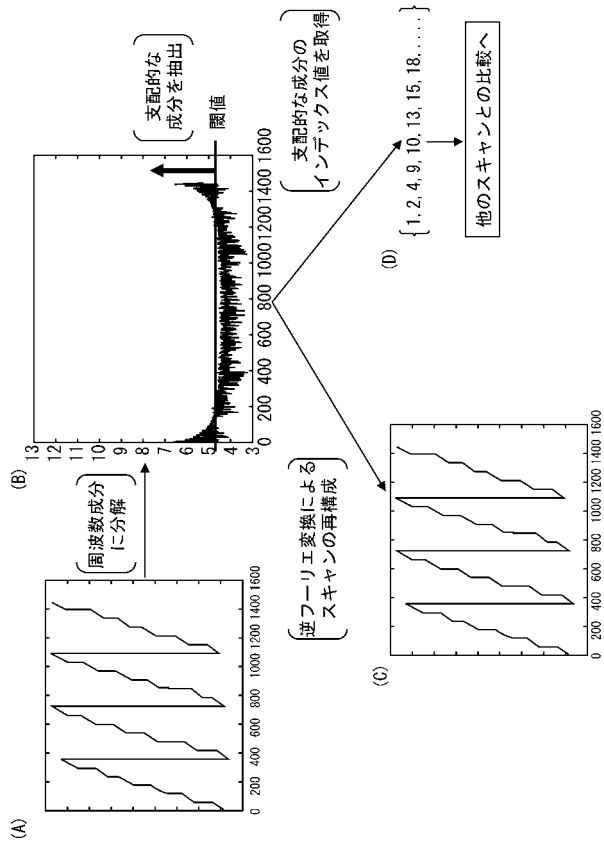 (A)
0 200 400 600 800 1000 1200 1400 1600
周波数成分
に分解
(B)
13
12
11
10
9
8
7
6
5
4
3
0 200 400 600 800 1000 1200 1400 1600
支配的な
成分を抽出
閾値
逆フーリエ変換による
スキャンの再構成
支配的な成分の
インデックス値を取得
(C)
0 200 400 600 800 1000 1200 1400 1600
(D)
{1, 2, 4, 9, 10, 13, 15, 18, . . . . .}
他のスキャンとの比較へ